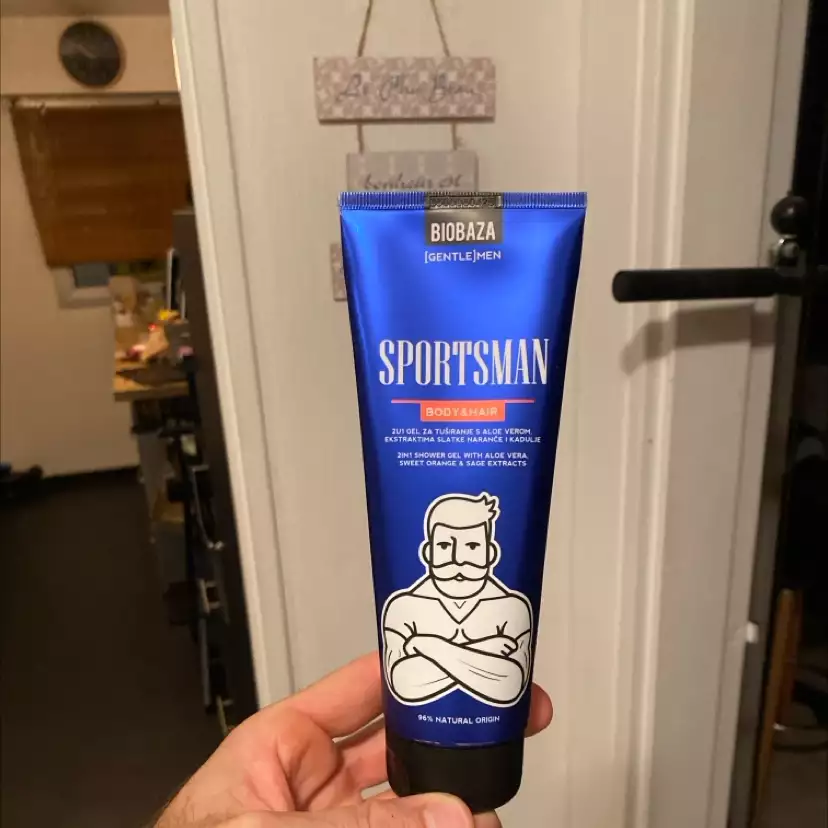 BIOBAZA
[GENTLE]MEN
SPORTSMAN
BODY&HAIR
2U1 GEL ZA TUŠIRANJE S ALOE VEROM,
EKSTRAKTIMA SLATKE NARANČE I KADULJE
2IN1 SHOWER GEL WITH ALOE VERA,
SWEET ORANGE & SAGE EXTRACTS
96% NATURAL ORIGIN